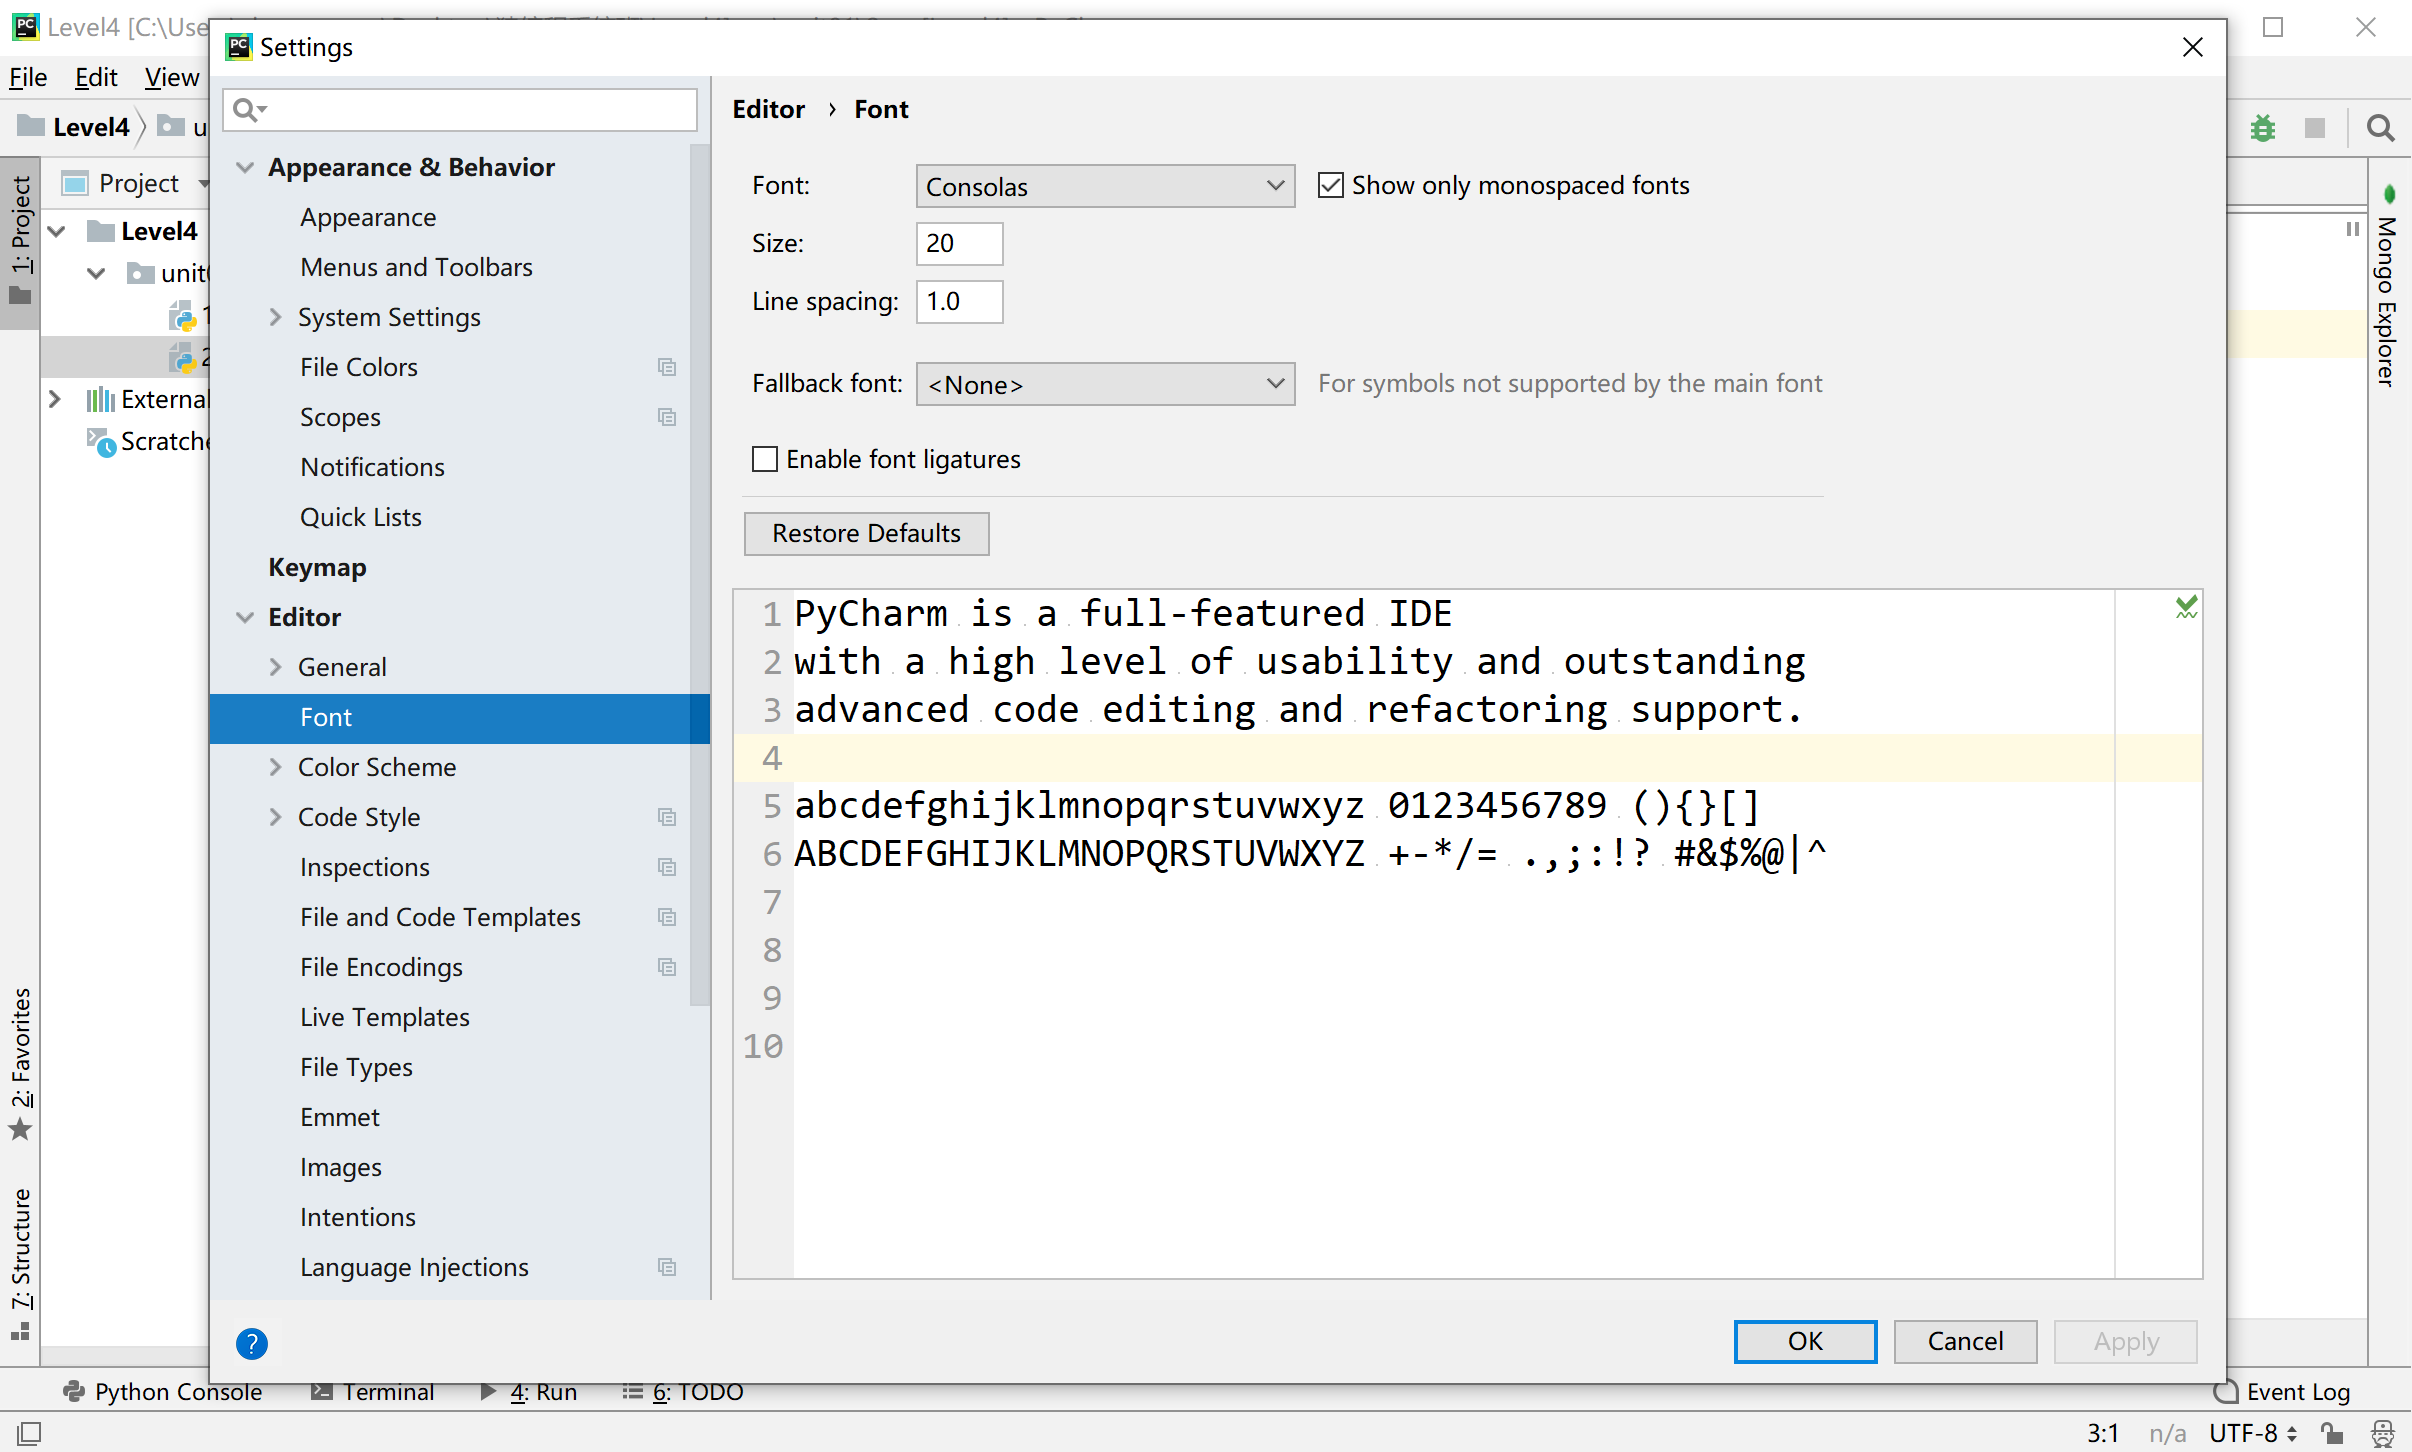 Level4 [C:\Use
Settings
File Edit View
Level4
Editor › Font
Project
1: Project
Level4
External
2: Favorites
7: Structure
Appearance & Behavior
Appearance
Menus and Toolbars
System Settings
File Colors
Scopes
Notifications
Quick Lists
Keymap
Editor
General
Font
Color Scheme
Code Style
Inspections
File and Code Templates
File Encodings
Live Templates
File Types
Emmet
Images
Intentions
Language Injections
Font: Consolas Show only monospaced fonts
Size: 20
Line spacing: 1.0
Fallback font: <None> For symbols not supported by the main font
Enable font ligatures
Restore Defaults
1 PyCharm is a full-featured IDE
2 with a high level of usability and outstanding
3 advanced code editing and refactoring support.
4
5 abcdefghijklmnopqrstuvwxyz 0123456789 (){}[]
6 ABCDEFGHIJKLMNOPQRSTUVWXYZ +-*/= .,;:!? #&$%@|^
7
8
9
10
Mongo Explorer
? OK Cancel Apply
Python Console Terminal 4: Run 6: TODO Event Log
3:1 n/a UTF-8